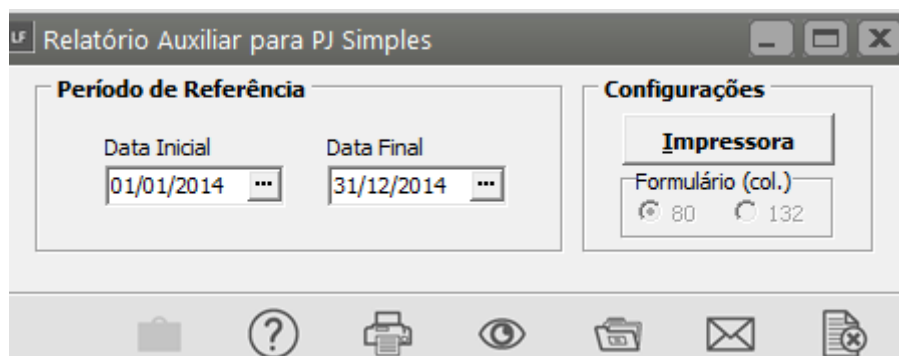 LF Relatório Auxiliar para PJ Simples
Período de Referência
Data Inicial Data Final
01/01/2014 ... 31/12/2014 ...
Configurações
Impressora
Formulário (col.)
80 132
?